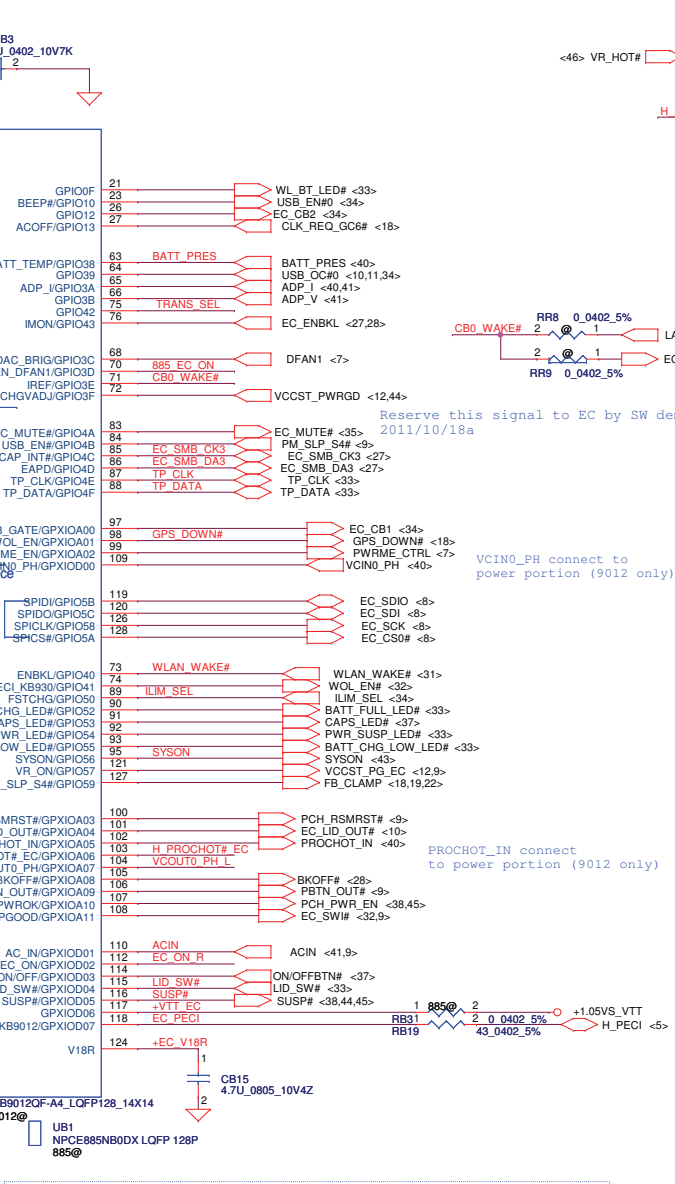 B3
J_0402_10V7K
2
<46> VR_HOT#
H_
GPIO0F 21 WL_BT_LED# <33>
BEEP#/GPIO10 23 USB_EN#0 <34>
GPIO12 26 EC_CB2 <34>
ACOFF/GPIO13 27 CLK_REQ_GC6# <18>
ATT_TEMP/GPIO38 63 BATT_PRES BATT_PRES <40>
GPIO39 64 USB_OC#0 <10,11,34>
ADP_I/GPIO3A 65 ADP_I <40,41>
GPIO3B 66 ADP_V <41>
GPIO42 75 TRANS_SEL
IMON/GPIO43 76 EC_ENBKL <27,28>
RR8 0_0402_5%
CB0_WAKE# 2 @ 1 LA
2 @ 1 EC
RR9 0_0402_5%
DAC_BRIG/GPIO3C 68 DFAN1 <7>
EN_DFAN1/GPIO3D 70 885_EC_ON
IREF/GPIO3E 71 CB0_WAKE#
CHGVADJ/GPIO3F 72 VCCST_PWRGD <12,44>
Reserve this signal to EC by SW dem
2011/10/18a
C_MUTE#/GPIO4A 83 EC_MUTE# <35>
USB_EN#/GPIO4B 84 PM_SLP_S4# <9>
CAP_INT#/GPIO4C 85 EC_SMB_CK3 EC_SMB_CK3 <27>
EAPD/GPIO4D 86 EC_SMB_DA3 EC_SMB_DA3 <27>
TP_CLK/GPIO4E 87 TP_CLK TP_CLK <33>
TP_DATA/GPIO4F 88 TP_DATA TP_DATA <33>
B_GATE/GPXIOA00 97 EC_CB1 <34>
WOL_EN/GPXIOA01 98 GPS_DOWN# GPS_DOWN# <18>
ME_EN/GPXIOA02 99 PWRME_CTRL <7>
IN0_PH/GPXIOD00 109 VCIN0_PH <40>
ce
VCIN0_PH connect to
power portion (9012 only)
SPIDI/GPIO5B 119 EC_SDIO <8>
SPIDO/GPIO5C 120 EC_SDI <8>
SPICLK/GPIO58 126 EC_SCK <8>
SPICS#/GPIO5A 128 EC_CS0# <8>
ENBKL/GPIO40 73 WLAN_WAKE# WLAN_WAKE# <31>
ECI_KB930/GPIO41 74 WOL_EN# <32>
FSTCHG/GPIO50 89 ILIM_SEL ILIM_SEL <34>
CHG_LED#/GPIO52 90 BATT_FULL_LED# <33>
CAPS_LED#/GPIO53 91 CAPS_LED# <37>
WR_LED#/GPIO54 92 PWR_SUSP_LED# <33>
OW_LED#/GPIO55 93 BATT_CHG_LOW_LED# <33>
SYSON/GPIO56 95 SYSON SYSON <43>
VR_ON/GPIO57 121 VCCST_PG_EC <12,9>
_SLP_S4#/GPIO59 127 FB_CLAMP <18,19,22>
SMRST#/GPXIOA03 100 PCH_RSMRST# <9>
D_OUT#/GPXIOA04 101 EC_LID_OUT# <10>
HOT_IN/GPXIOA05 102 PROCHOT_IN <40>
OT#_EC/GPXIOA06 103 H_PROCHOT#_EC
UT0_PH/GPXIOA07 104 VCOUT0_PH_L
BKOFF#/GPXIOA08 105 BKOFF# <28>
N_OUT#/GPXIOA09 106 PBTN_OUT# <9>
PWROK/GPXIOA10 107 PCH_PWR_EN <38,45>
PGOOD/GPXIOA11 108 EC_SWI# <32,9>
PROCHOT_IN connect
to power portion (9012 only)
AC_IN/GPXIOD01 110 ACIN ACIN <41,9>
EC_ON/GPXIOD02 112 EC_ON_R
ON/OFF/GPXIOD03 114 ON/OFFBTN# <37>
D_SW#/GPXIOD04 115 LID_SW# LID_SW# <33>
SUSP#/GPXIOD05 116 SUSP# SUSP# <38,44,45>
GPXIOD06 117 +VTT_EC 1 885@ 2 +1.05VS_VTT
KB9012/GPXIOD07 118 EC_PECI RB31 1 2 0_0402_5% H_PECI <5>
RB19 43_0402_5%
V18R 124 +EC_V18R
1
CB15
4.7U_0805_10V4Z
2
B9012QF-A4_LQFP128_14X14
012@
UB1
NPCE885NB0DX LQFP 128P
885@